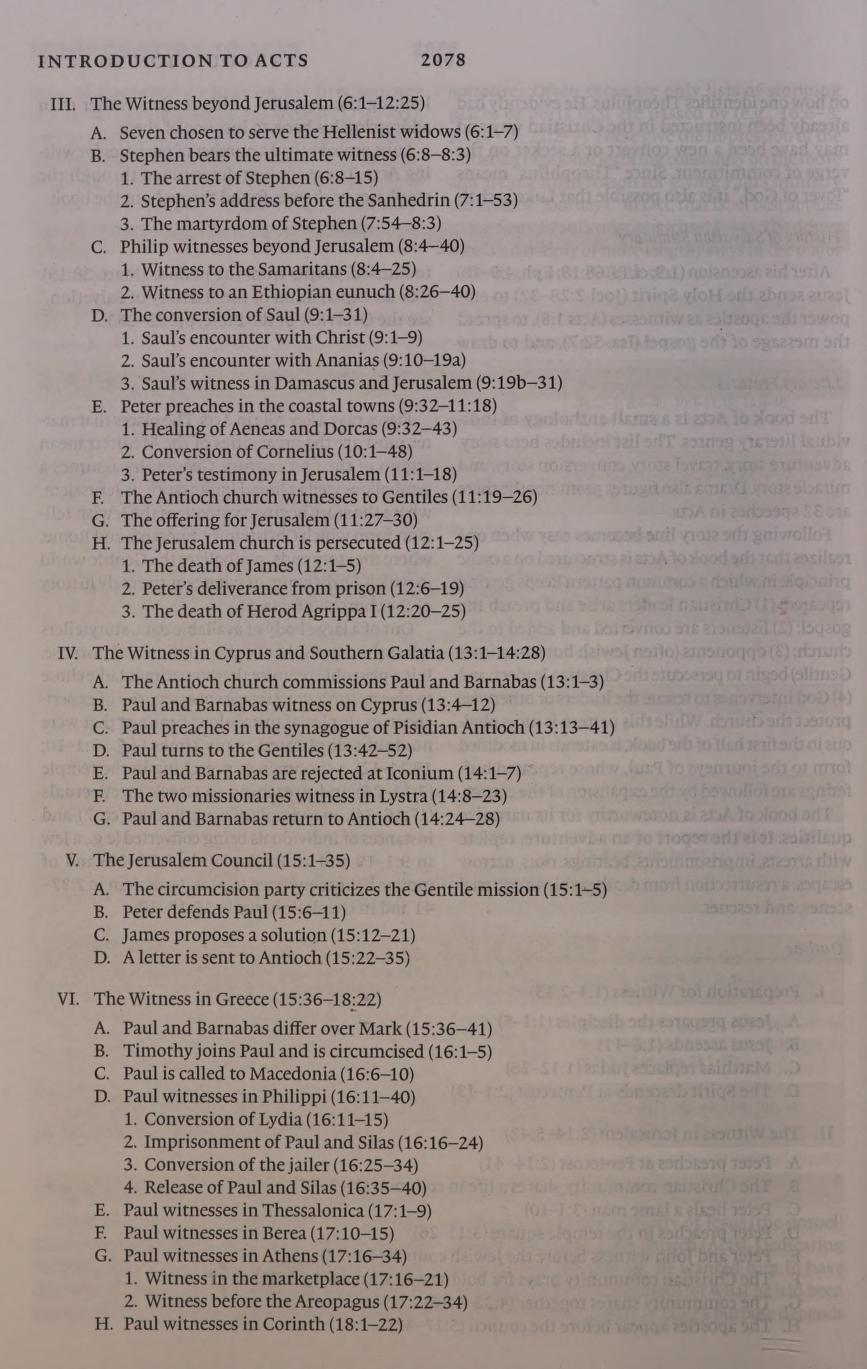 INTRODUCTION TO ACTS 2078
III. The Witness beyond Jerusalem (6:1–12:25)
A. Seven chosen to serve the Hellenist widows (6:1–7)
B. Stephen bears the ultimate witness (6:8–8:3)
1. The arrest of Stephen (6:8–15)
2. Stephen's address before the Sanhedrin (7:1–53)
3. The martyrdom of Stephen (7:54–8:3)
C. Philip witnesses beyond Jerusalem (8:4–40)
1. Witness to the Samaritans (8:4–25)
2. Witness to an Ethiopian eunuch (8:26–40)
D. The conversion of Saul (9:1–31)
1. Saul's encounter with Christ (9:1–9)
2. Saul's encounter with Ananias (9:10–19a)
3. Saul's witness in Damascus and Jerusalem (9:19b–31)
E. Peter preaches in the coastal towns (9:32–11:18)
1. Healing of Aeneas and Dorcas (9:32–43)
2. Conversion of Cornelius (10:1–48)
3. Peter's testimony in Jerusalem (11:1–18)
F. The Antioch church witnesses to Gentiles (11:19–26)
G. The offering for Jerusalem (11:27–30)
H. The Jerusalem church is persecuted (12:1–25)
1. The death of James (12:1–5)
2. Peter's deliverance from prison (12:6–19)
3. The death of Herod Agrippa I (12:20–25)
IV. The Witness in Cyprus and Southern Galatia (13:1–14:28)
A. The Antioch church commissions Paul and Barnabas (13:1–3)
B. Paul and Barnabas witness on Cyprus (13:4–12)
C. Paul preaches in the synagogue of Pisidian Antioch (13:13–41)
D. Paul turns to the Gentiles (13:42–52)
E. Paul and Barnabas are rejected at Iconium (14:1–7)
F. The two missionaries witness in Lystra (14:8–23)
G. Paul and Barnabas return to Antioch (14:24–28)
V. The Jerusalem Council (15:1–35)
A. The circumcision party criticizes the Gentile mission (15:1–5)
B. Peter defends Paul (15:6–11)
C. James proposes a solution (15:12–21)
D. A letter is sent to Antioch (15:22–35)
VI. The Witness in Greece (15:36–18:22)
A. Paul and Barnabas differ over Mark (15:36–41)
B. Timothy joins Paul and is circumcised (16:1–5)
C. Paul is called to Macedonia (16:6–10)
D. Paul witnesses in Philippi (16:11–40)
1. Conversion of Lydia (16:11–15)
2. Imprisonment of Paul and Silas (16:16–24)
3. Conversion of the jailer (16:25–34)
4. Release of Paul and Silas (16:35–40)
E. Paul witnesses in Thessalonica (17:1–9)
F. Paul witnesses in Berea (17:10–15)
G. Paul witnesses in Athens (17:16–34)
1. Witness in the marketplace (17:16–21)
2. Witness before the Areopagus (17:22–34)
H. Paul witnesses in Corinth (18:1–22)